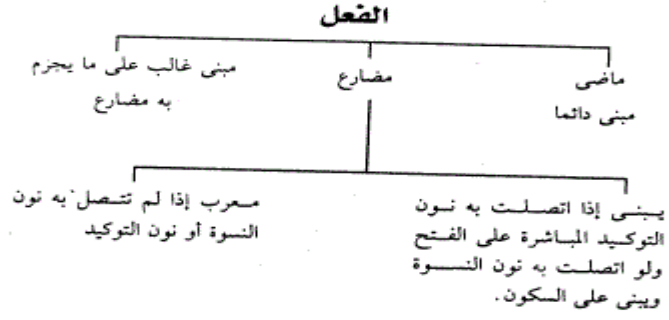 الفعل
ماضى
مبنى دائما
مضارع
مبنى غالب على ما يجزم
به مضارع
يبنى إذا اتصلت به نون
التوكيد المباشرة على الفتح
ولو اتصلت به نون النسوة
ويبنى على السكون.
معرب إذا لم تتصل به نون
النسوة أو نون التوكيد